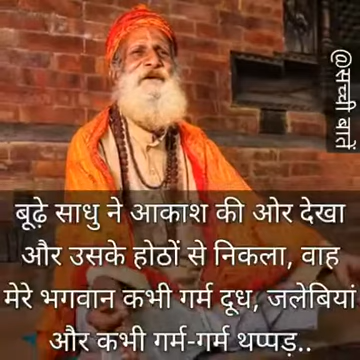 @सच्ची बातें
बूढ़े साधु ने आकाश की ओर देखा
और उसके होठों से निकला, वाह
मेरे भगवान कभी गर्म दूध, जलेबियां
और कभी गर्म-गर्म थप्पड़..